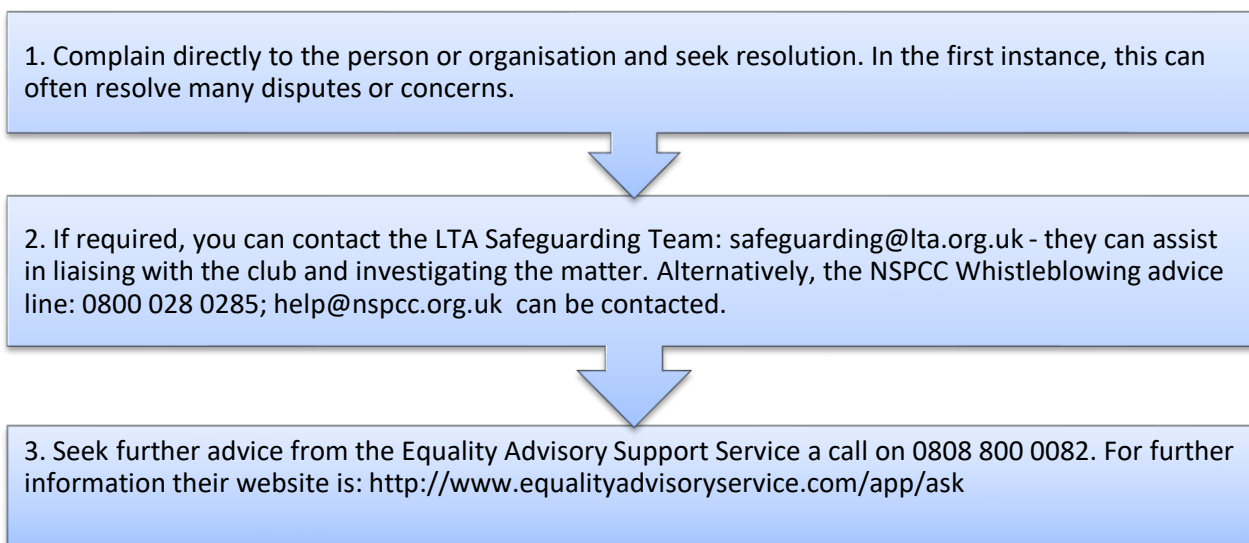 1. Complain directly to the person or organisation and seek resolution. In the first instance, this can
often resolve many disputes or concerns.
2. If required, you can contact the LTA Safeguarding Team: safeguarding@lta.org.uk - they can assist
in liaising with the club and investigating the matter. Alternatively, the NSPCC Whistleblowing advice
line: 0800 028 0285; help@nspcc.org.uk can be contacted.
3. Seek further advice from the Equality Advisory Support Service a call on 0808 800 0082. For further
information their website is: http://www.equalityadvisoryservice.com/app/ask